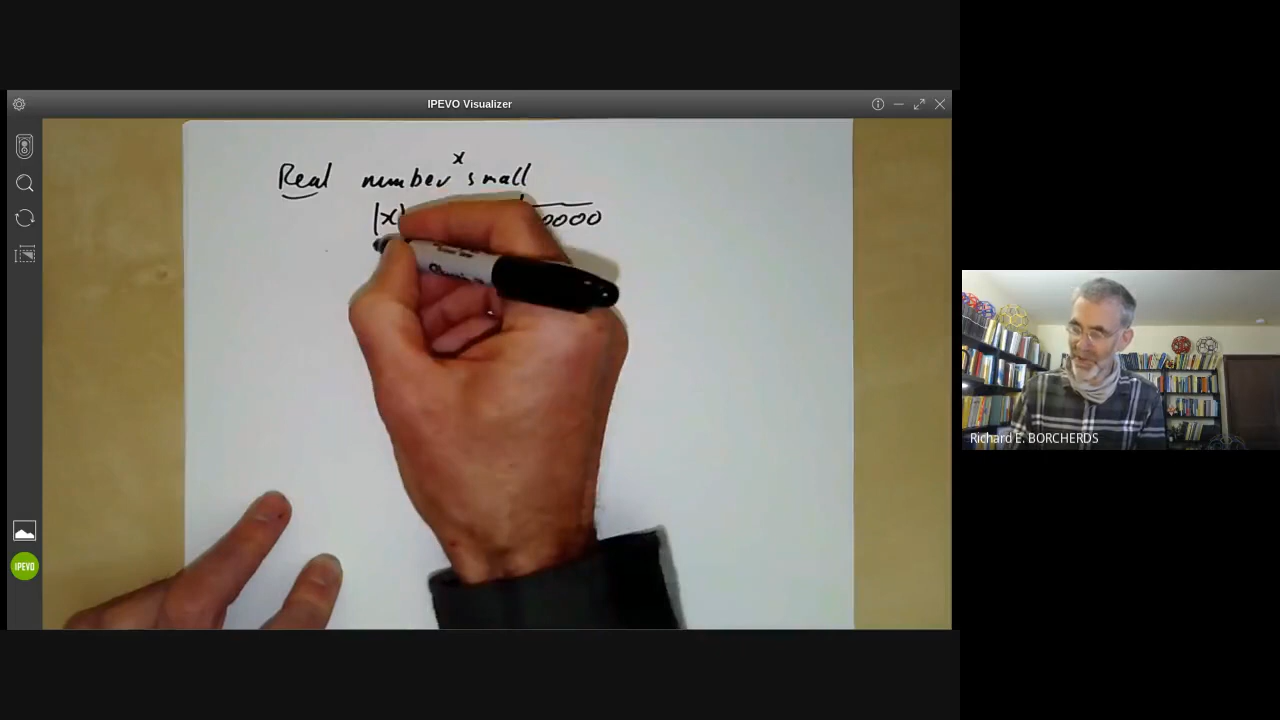 IPEVO Visualizer
x
Real number small
|x| 0000
IPEVO
Richard E. BORCHERDS